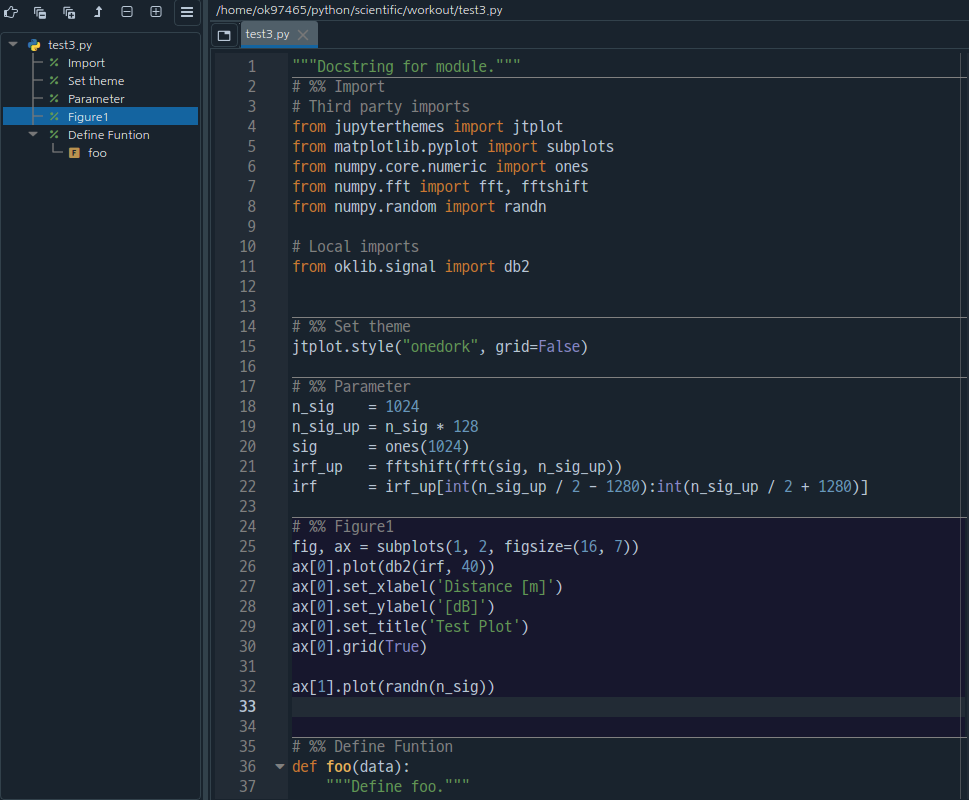 /home/ok97465/python/scientific/workout/test3.py
test3.py
test3.py
Import
Set theme
Parameter
Figure1
Define Funtion
F foo
1 """Docstring for module."""
2 # %% Import
3 # Third party imports
4 from jupyterthemes import jtplot
5 from matplotlib.pyplot import subplots
6 from numpy.core.numeric import ones
7 from numpy.fft import fft, fftshift
8 from numpy.random import randn
9
10 # Local imports
11 from oklib.signal import db2
12
13
14 # %% Set theme
15 jtplot.style("onedork", grid=False)
16
17 # %% Parameter
18 n_sig    = 1024
19 n_sig_up = n_sig * 128
20 sig      = ones(1024)
21 irf_up   = fftshift(fft(sig, n_sig_up))
22 irf      = irf_up[int(n_sig_up / 2 - 1280):int(n_sig_up / 2 + 1280)]
23
24 # %% Figure1
25 fig, ax = subplots(1, 2, figsize=(16, 7))
26 ax[0].plot(db2(irf, 40))
27 ax[0].set_xlabel('Distance [m]')
28 ax[0].set_ylabel('[dB]')
29 ax[0].set_title('Test Plot')
30 ax[0].grid(True)
31
32 ax[1].plot(randn(n_sig))
33
34
35 # %% Define Funtion
36 def foo(data):
37     """Define foo."""